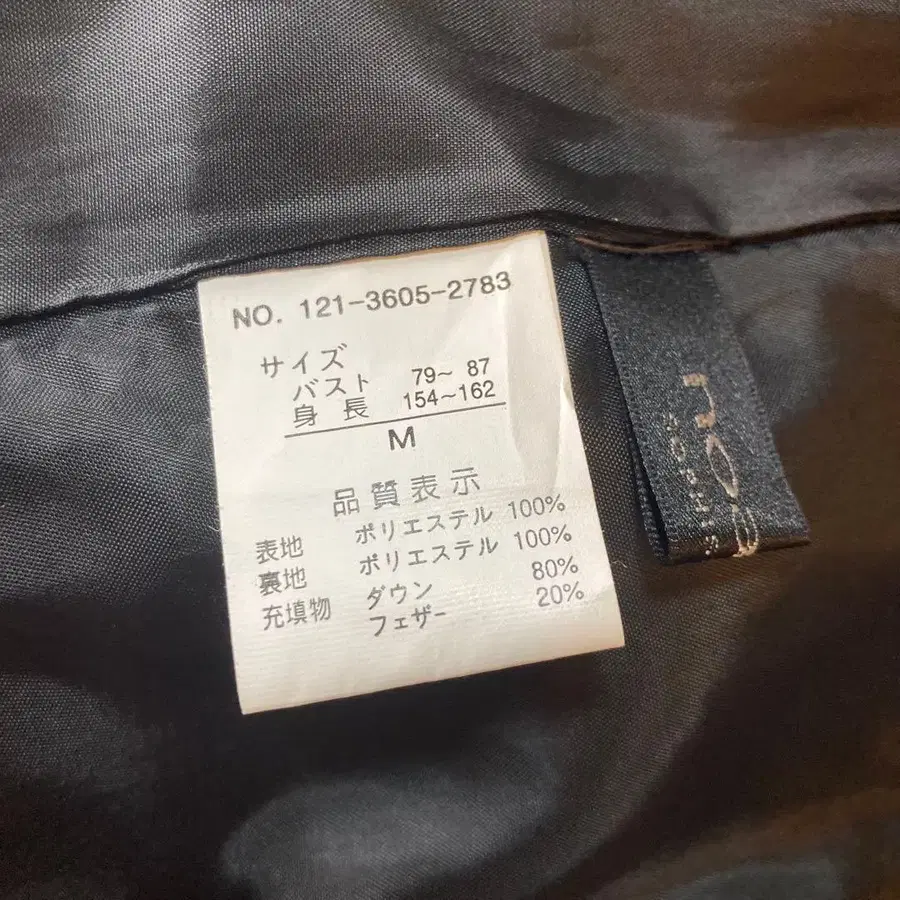 NO. 121-3605-2783
サイズ
バスト 79~ 87
身 長 154~162
M
品質表示
表地 ポリエステル 100%
裏地 ポリエステル 100%
充填物 ダウン 80%
フェザー 20%